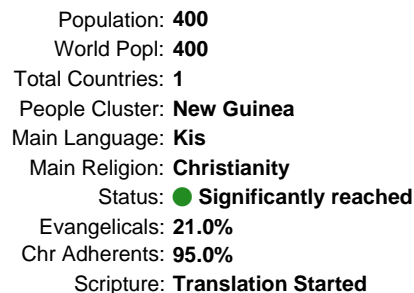 Population: 400
World Popl: 400
Total Countries: 1
People Cluster: New Guinea
Main Language: Kis
Main Religion: Christianity
Status: Significantly reached
Evangelicals: 21.0%
Chr Adherents: 95.0%
Scripture: Translation Started